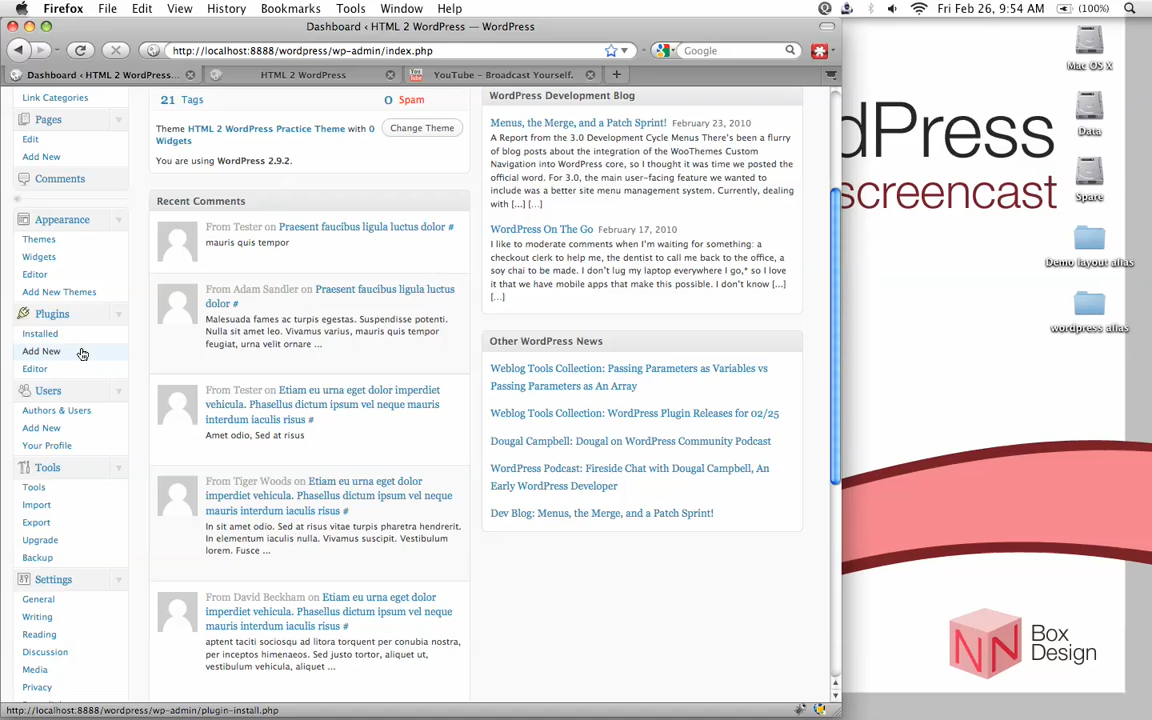 Firefox File Edit View History Bookmarks Tools Window Help
Fri Feb 26, 9:54 AM (100%)
Dashboard ‹ HTML 2 WordPress — WordPress
http://localhost:8888/wordpress/wp-admin/index.php
Google
Dashboard ‹ HTML 2 WordPress...
HTML 2 WordPress
YouTube – Broadcast Yourself.
Link Categories
Pages
Edit
Add New
Comments
Appearance
Themes
Widgets
Editor
Add New Themes
Plugins
Installed
Add New
Editor
Users
Authors & Users
Add New
Your Profile
Tools
Tools
Import
Export
Upgrade
Backup
Settings
General
Writing
Reading
Discussion
Media
Privacy
21 Tags 0 Spam
Theme HTML 2 WordPress Practice Theme with 0
Widgets
Change Theme
You are using WordPress 2.9.2.
Recent Comments
From Tester on Praesent faucibus ligula luctus dolor #
mauris quis tempor
From Adam Sandler on Praesent faucibus ligula luctus
dolor #
Malesuada fames ac turpis egestas. Suspendisse potenti.
Nulla sit amet leo. Vivamus varius, mauris quis tempor
feugiat, urna velit ornare ...
From Tester on Etiam eu urna eget dolor imperdiet
vehicula. Phasellus dictum ipsum vel neque mauris
interdum iaculis risus #
Amet odio, Sed at risus
From Tiger Woods on Etiam eu urna eget dolor
imperdiet vehicula. Phasellus dictum ipsum vel neque
mauris interdum iaculis risus #
In sit amet odio. Sed at risus vitae turpis pharetra hendrerit.
In elementum iaculis nulla. Vivamus suscipit. Vestibulum
lorem. Fusce ...
From David Beckham on Etiam eu urna eget dolor
imperdiet vehicula. Phasellus dictum ipsum vel neque
mauris interdum iaculis risus #
aptent taciti sociosqu ad litora torquent per conubia nostra,
per inceptos himenaeos. Sed justo tortor, aliquet ut,
vestibulum vehicula, aliquet ...
WordPress Development Blog
Menus, the Merge, and a Patch Sprint! February 23, 2010
A Report from the 3.0 Development Cycle Menus There's been a flurry
of blog posts about the integration of the WooThemes Custom
Navigation into WordPress core, so I thought it was time we posted the
official word. For 3.0, the main user-facing feature we wanted to
include was a better site menu management system. Currently, dealing
with [...] [...]
WordPress On The Go February 17, 2010
I like to moderate comments when I'm waiting for something: a
checkout clerk to help me, the dentist to call me back to the office, a
soy chai to be made. I don't lug my laptop everywhere I go,* so I love
it that we have mobile apps that make this possible. I don't know [...]
[...]
Other WordPress News
Weblog Tools Collection: Passing Parameters as Variables vs
Passing Parameters as An Array
Weblog Tools Collection: WordPress Plugin Releases for 02/25
Dougal Campbell: Dougal on WordPress Community Podcast
WordPress Podcast: Fireside Chat with Dougal Campbell, An
Early WordPress Developer
Dev Blog: Menus, the Merge, and a Patch Sprint!
http://localhost:8888/wordpress/wp-admin/plugin-install.php
dPress
screencast
Mac OS X
Data
Spare
Demo layout alias
wordpress alias
NN
Box
Design